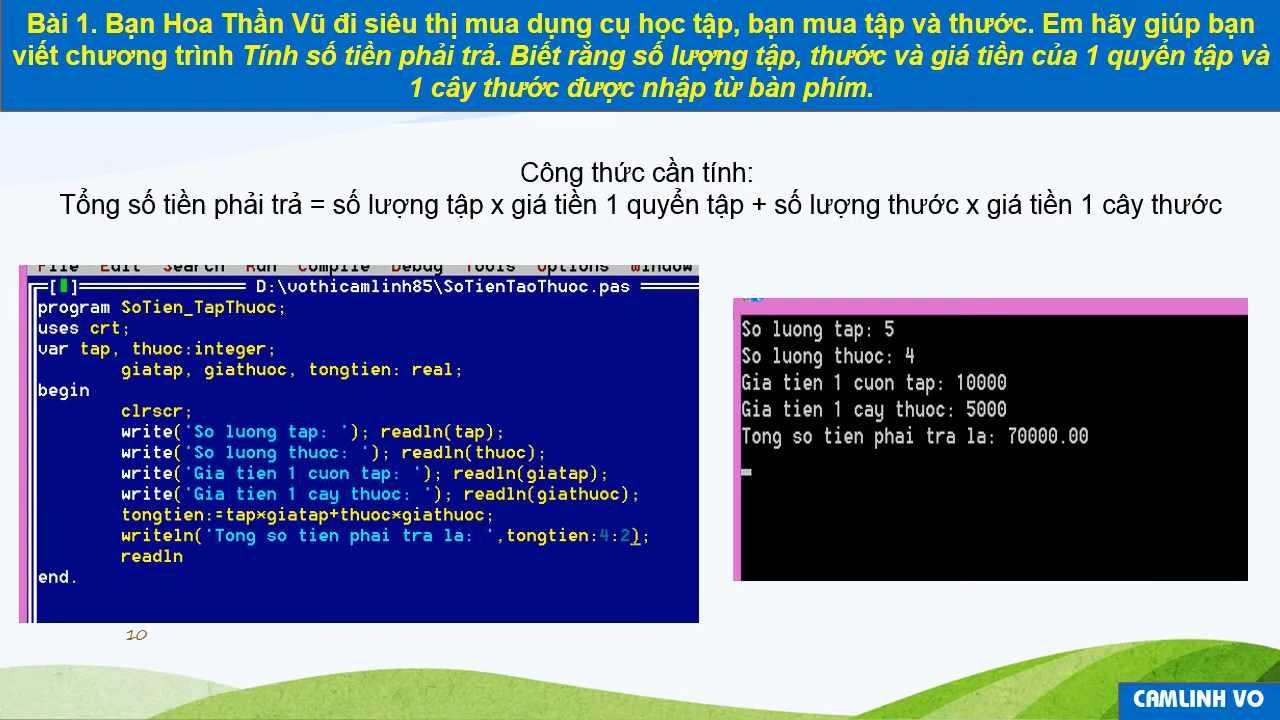 Bài 1. Bạn Hoa Thần Vũ đi siêu thị mua dụng cụ học tập, bạn mua tập và thước. Em hãy giúp bạn
viết chương trình Tính số tiền phải trả. Biết rằng số lượng tập, thước và giá tiền của 1 quyển tập và
1 cây thước được nhập từ bàn phím.
Công thức cần tính:
Tổng số tiền phải trả = số lượng tập x giá tiền 1 quyển tập + số lượng thước x giá tiền 1 cây thước
File Edit Search Run Compile Debug Tools Options Window
[ ] D:\vothicamlinh85\SoTienTaoThuoc.pas
program SoTien_TapThuoc;
uses crt;
var tap, thuoc:integer;
giatap, giathuoc, tongtien: real;
begin
clrscr;
write('So luong tap: '); readln(tap);
write('So luong thuoc: '); readln(thuoc);
write('Gia tien 1 cuon tap: '); readln(giatap);
write('Gia tien 1 cay thuoc: '); readln(giathuoc);
tongtien:=tap*giatap+thuoc*giathuoc;
writeln('Tong so tien phai tra la: ',tongtien:4:2);
readln
end.
So luong tap: 5
So luong thuoc: 4
Gia tien 1 cuon tap: 10000
Gia tien 1 cay thuoc: 5000
Tong so tien phai tra la: 70000.00
10
CAMLINH VO